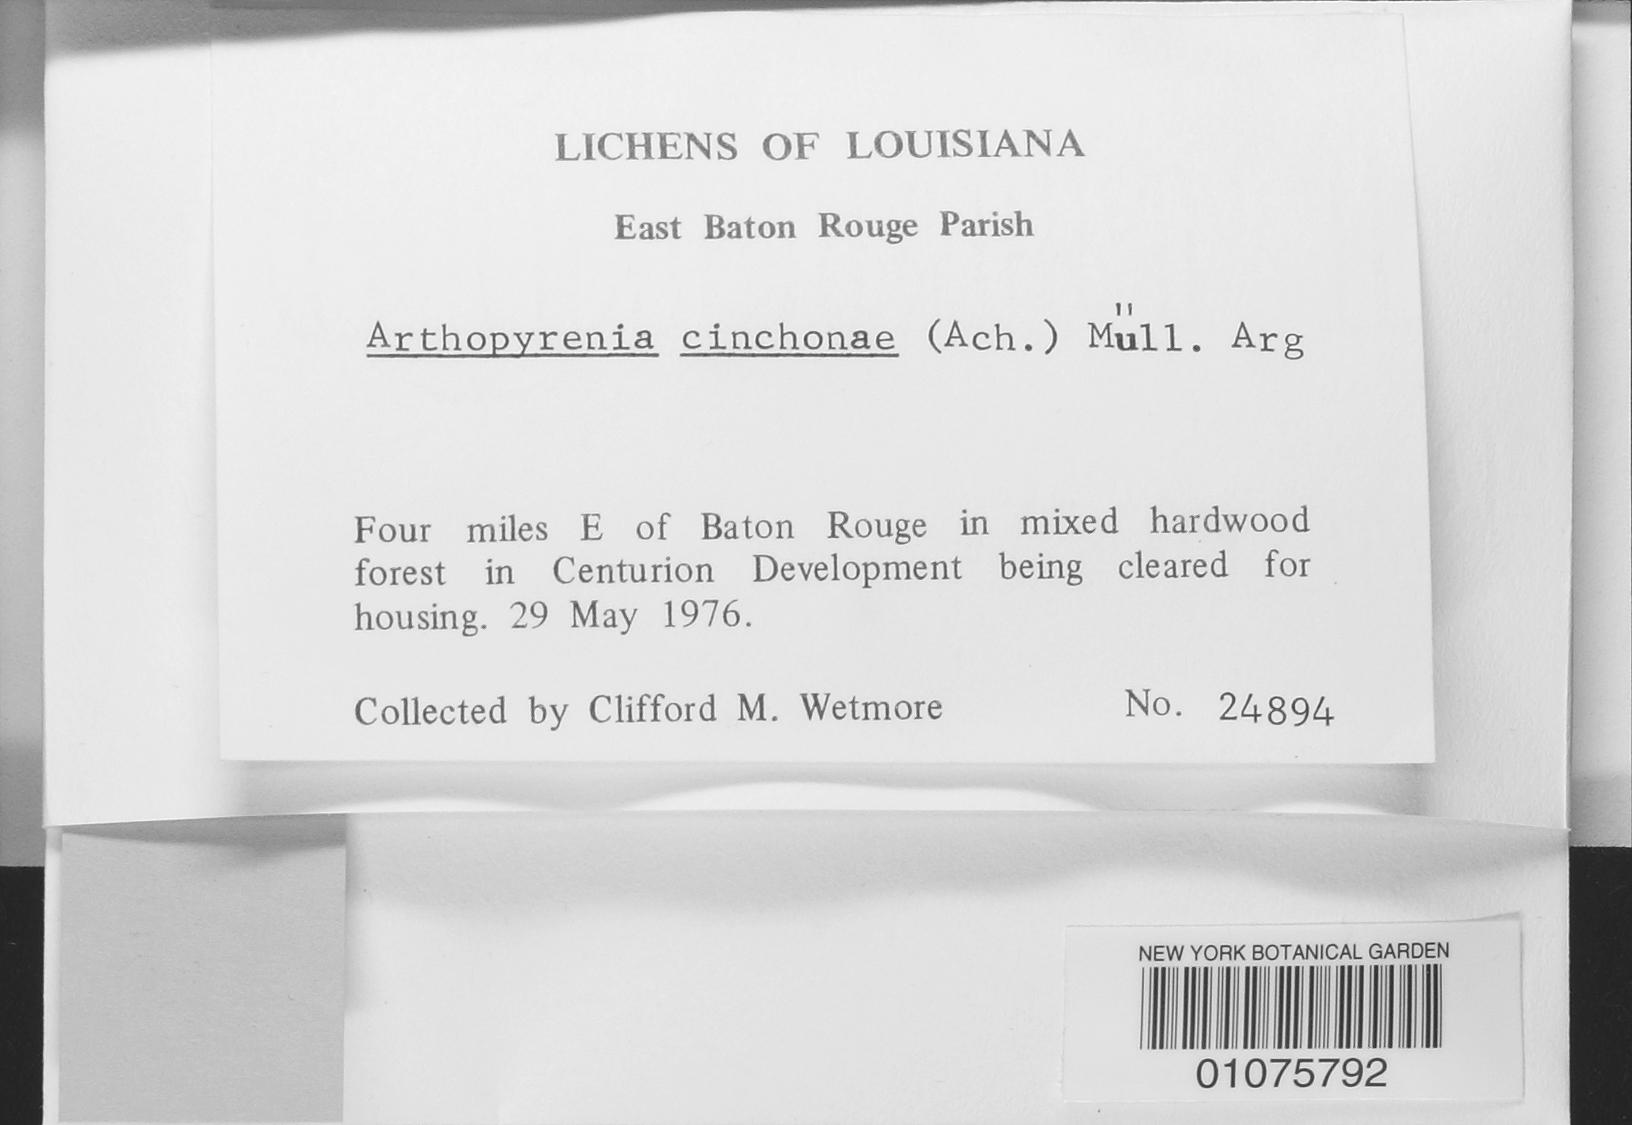 LICHENS OF LOUISIANA
East Baton Rouge Parish
Arthopyrenia cinchonae (Ach.) Müll. Arg
Four miles E of Baton Rouge in mixed hardwood
forest in Centurion Development being cleared for
housing. 29 May 1976.
Collected by Clifford M. Wetmore No. 24894
NEW YORK BOTANICAL GARDEN
01075792